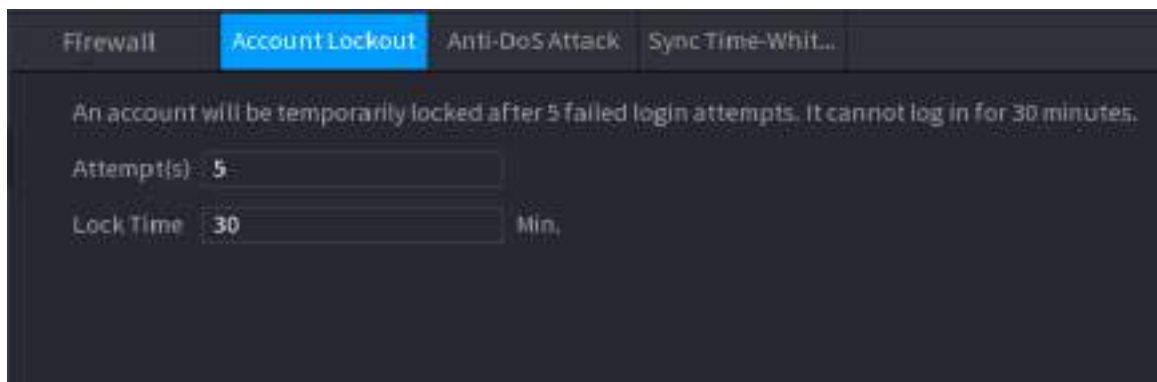 Firewall Account Lockout Anti-DoS Attack Sync Time-Whit...
An account will be temporarily locked after 5 failed login attempts. It cannot log in for 30 minutes.
Attempt(s) 5
Lock Time 30 Min.